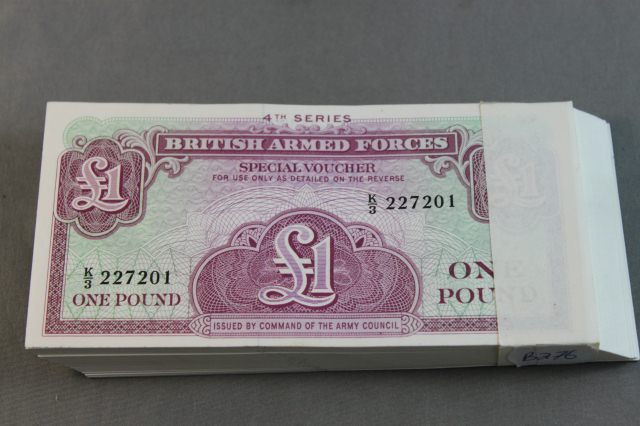 4TH SERIES
BRITISH ARMED FORCES
SPECIAL VOUCHER
FOR USE ONLY AS DETAILED ON THE REVERSE
£1
K/3 227201
£1
K/3 227201
ONE POUND
ONE
POUND
ISSUED BY COMMAND OF THE ARMY COUNCIL
B276